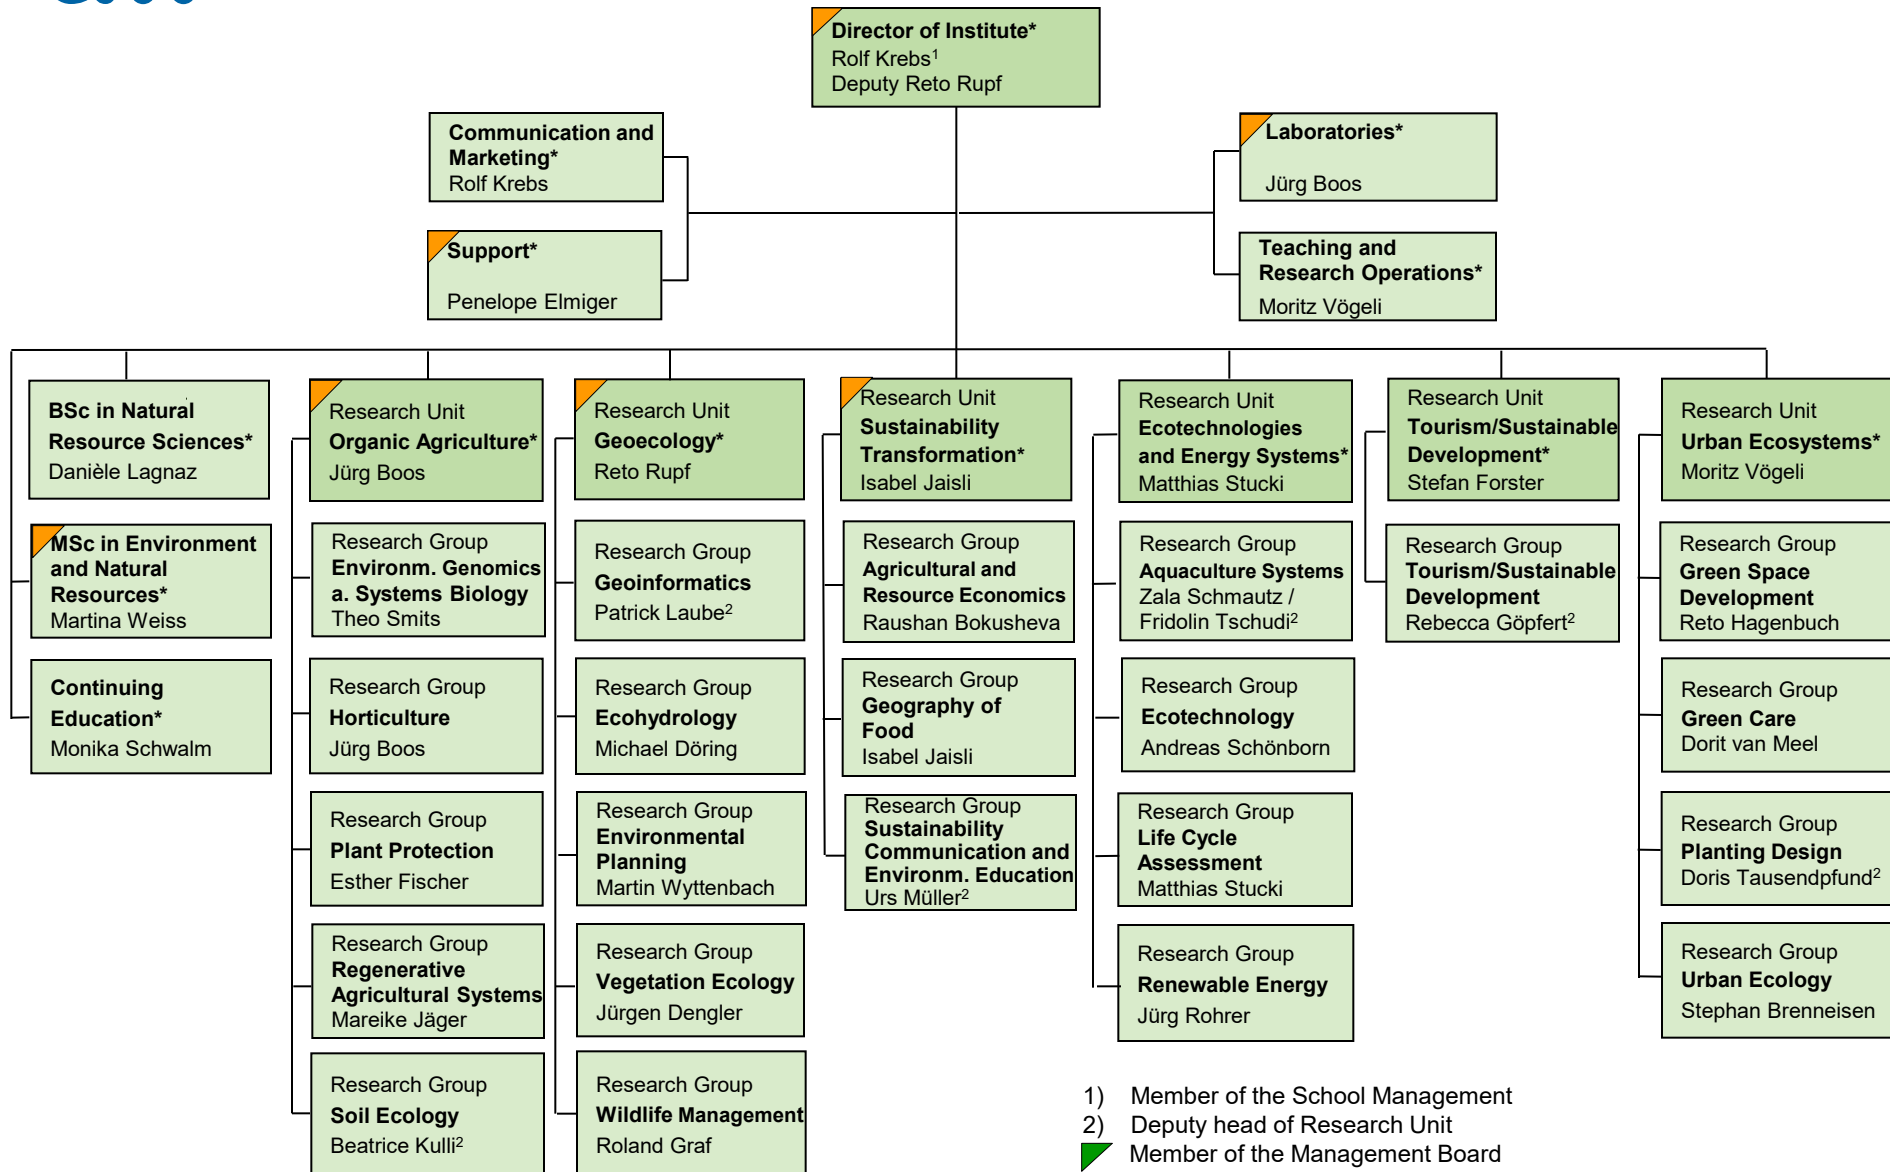 Director of Institute*
Rolf Krebs¹
Deputy Reto Rupf
Communication and
Marketing*
Rolf Krebs
Laboratories*
Jürg Boos
Support*
Penelope Elmiger
Teaching and
Research Operations*
Moritz Vögeli
BSc in Natural
Resource Sciences*
Danièle Lagnaz
MSc in Environment
and Natural
Resources*
Martina Weiss
Continuing
Education*
Monika Schwalm
Research Unit
Organic Agriculture*
Jürg Boos
Research Group
Environm. Genomics
a. Systems Biology
Theo Smits
Research Group
Horticulture
Jürg Boos
Research Group
Plant Protection
Esther Fischer
Research Group
Regenerative
Agricultural Systems
Mareike Jäger
Research Group
Soil Ecology
Beatrice Kulli²
Research Unit
Geoecology*
Reto Rupf
Research Group
Geoinformatics
Patrick Laube²
Research Group
Ecohydrology
Michael Döring
Research Group
Environmental
Planning
Martin Wyttenbach
Research Group
Vegetation Ecology
Jürgen Dengler
Research Group
Wildlife Management
Roland Graf
Research Unit
Sustainability
Transformation*
Isabel Jaisli
Research Group
Agricultural and
Resource Economics
Raushan Bokusheva
Research Group
Geography of
Food
Isabel Jaisli
Research Group
Sustainability
Communication and
Environm. Education
Urs Müller²
Research Unit
Ecotechnologies
and Energy Systems*
Matthias Stucki
Research Group
Aquaculture Systems
Zala Schmautz /
Fridolin Tschudi²
Research Group
Ecotechnology
Andreas Schönborn
Research Group
Life Cycle
Assessment
Matthias Stucki
Research Group
Renewable Energy
Jürg Rohrer
Research Unit
Tourism/Sustainable
Development*
Stefan Forster
Research Group
Tourism/Sustainable
Development
Rebecca Göpfert²
Research Unit
Urban Ecosystems*
Moritz Vögeli
Research Group
Green Space
Development
Reto Hagenbuch
Research Group
Green Care
Dorit van Meel
Research Group
Planting Design
Doris Tausendpfund²
Research Group
Urban Ecology
Stephan Brenneisen
1) Member of the School Management
2) Deputy head of Research Unit
Member of the Management Board